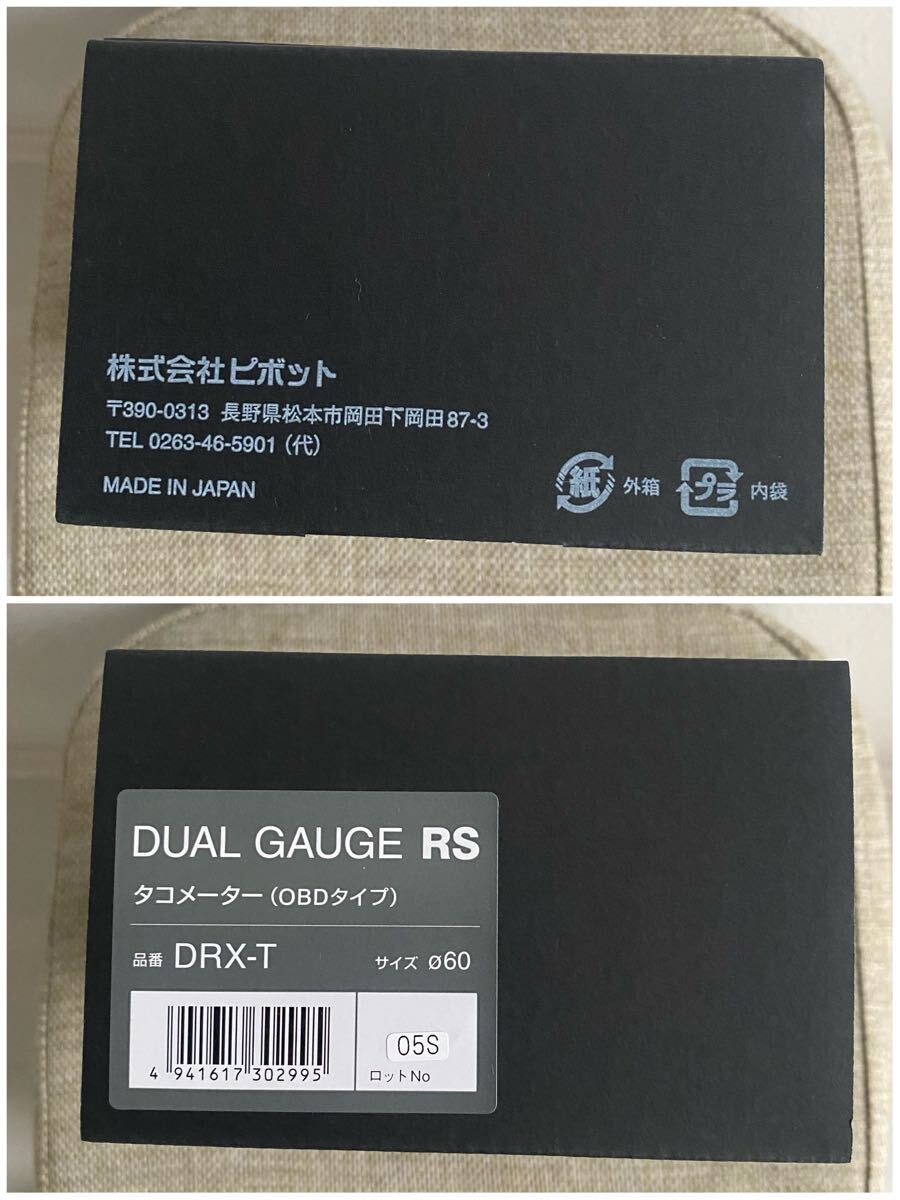 株式会社ピボット
〒390-0313 長野県松本市岡田下岡田87-3
TEL 0263-46-5901（代）
MADE IN JAPAN
紙 外箱 プラ 内袋
DUAL GAUGE RS
タコメーター（OBDタイプ）
品番 DRX-T サイズ ø60
4 941617 302995
05S
ロットNo